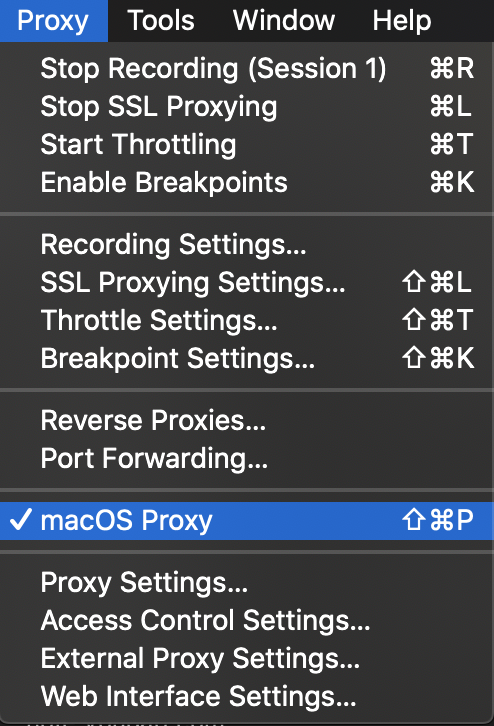 Proxy Tools Window Help
Stop Recording (Session 1) ⌘R
Stop SSL Proxying ⌘L
Start Throttling ⌘T
Enable Breakpoints ⌘K
Recording Settings...
SSL Proxying Settings... ⇧⌘L
Throttle Settings... ⇧⌘T
Breakpoint Settings... ⇧⌘K
Reverse Proxies...
Port Forwarding...
✓ macOS Proxy ⇧⌘P
Proxy Settings...
Access Control Settings...
External Proxy Settings...
Web Interface Settings...